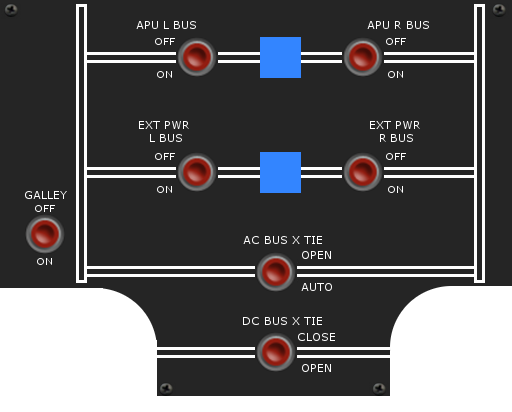 APU L BUS
APU R BUS
OFF
OFF
ON
ON
EXT PWR
L BUS
EXT PWR
R BUS
OFF
OFF
ON
ON
GALLEY
OFF
ON
AC BUS X TIE
OPEN
AUTO
DC BUS X TIE
CLOSE
OPEN